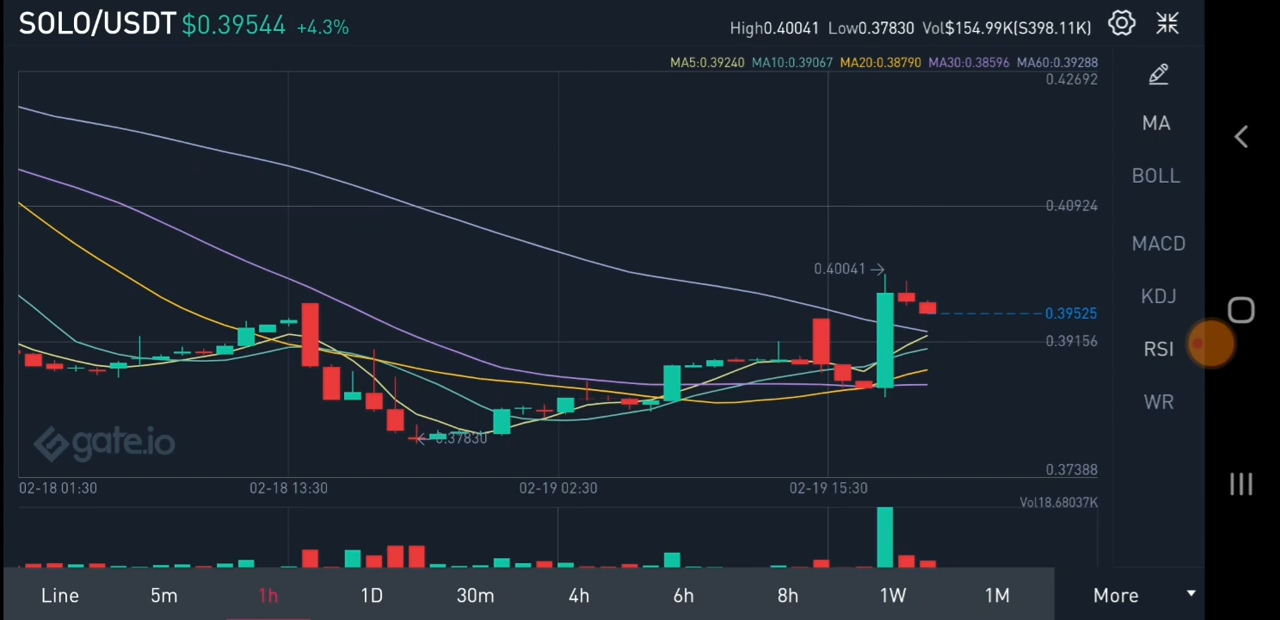 SOLO/USDT $0.39544 +4.3%
High0.40041 Low0.37830 Vol$154.99K(S398.11K)
MA5:0.39240 MA10:0.39067 MA20:0.38790 MA30:0.38596 MA60:0.39288
0.42692
MA
BOLL
0.40924
MACD
0.40041
KDJ
0.39525
0.39156
RSI
WR
gate.io
0.37830
0.37388
02-18 01:30 02-18 13:30 02-19 02:30 02-19 15:30
Vol18.68037K
Line 5m 1h 1D 30m 4h 6h 8h 1W 1M More